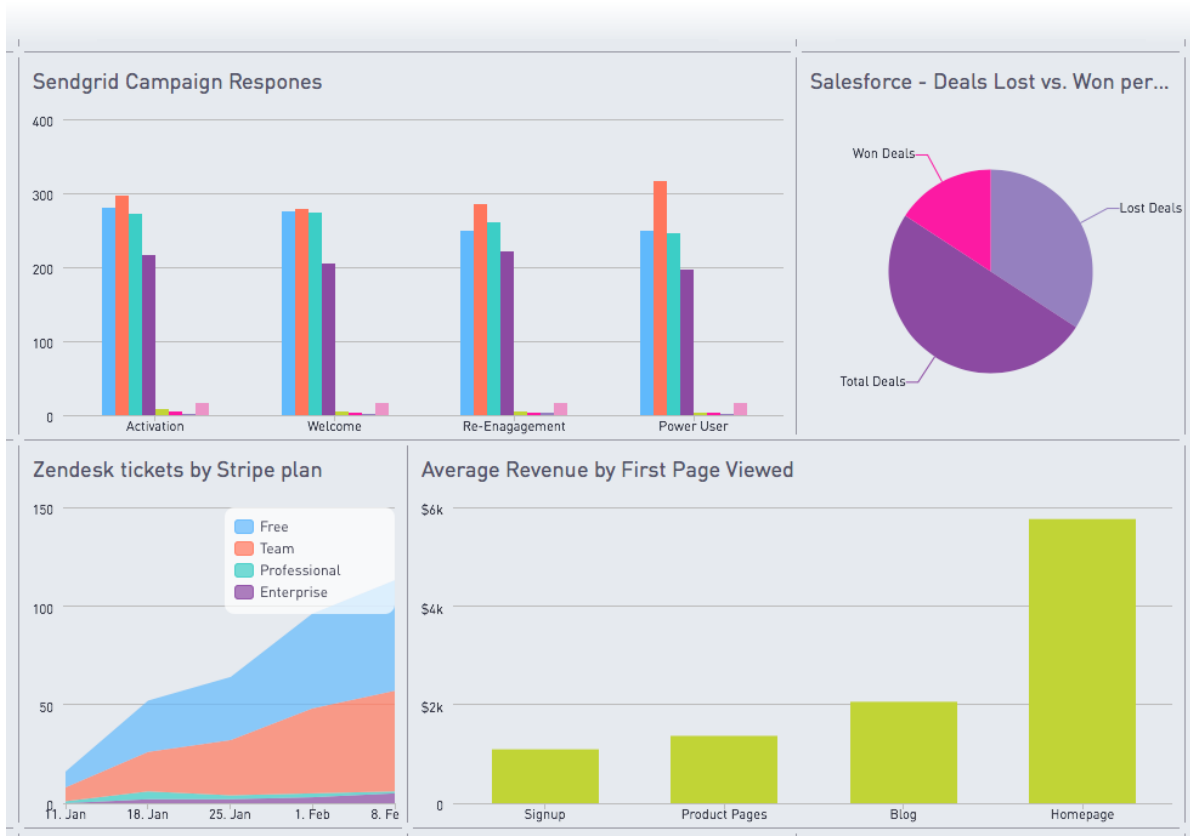 Sendgrid Campaign Respones
400
300
200
100
0
Activation
Welcome
Re-Enagagement
Power User
Salesforce - Deals Lost vs. Won per...
Won Deals
Lost Deals
Total Deals
Zendesk tickets by Stripe plan
150
100
50
0
Free
Team
Professional
Enterprise
11. Jan
18. Jan
25. Jan
1. Feb
8. Fe
Average Revenue by First Page Viewed
$6k
$4k
$2k
0
Signup
Product Pages
Blog
Homepage